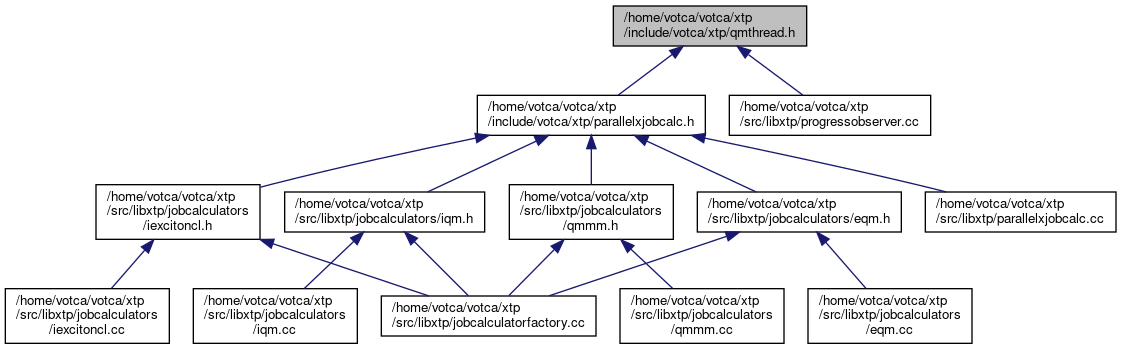 /home/votca/votca/xtp
/include/votca/xtp/qmthread.h
/home/votca/votca/xtp
/include/votca/xtp/parallelxjobcalc.h
/home/votca/votca/xtp
/src/libxtp/progressobserver.cc
/home/votca/votca/xtp
/src/libxtp/jobcalculators
/iexcitoncl.h
/home/votca/votca/xtp
/src/libxtp/jobcalculators/iqm.h
/home/votca/votca/xtp
/src/libxtp/jobcalculators
/qmmm.h
/home/votca/votca/xtp
/src/libxtp/jobcalculators/eqm.h
/home/votca/votca/xtp
/src/libxtp/parallelxjobcalc.cc
/home/votca/votca/xtp
/src/libxtp/jobcalculators
/iexcitoncl.cc
/home/votca/votca/xtp
/src/libxtp/jobcalculators
/iqm.cc
/home/votca/votca/xtp
/src/libxtp/jobcalculatorfactory.cc
/home/votca/votca/xtp
/src/libxtp/jobcalculators
/qmmm.cc
/home/votca/votca/xtp
/src/libxtp/jobcalculators
/eqm.cc